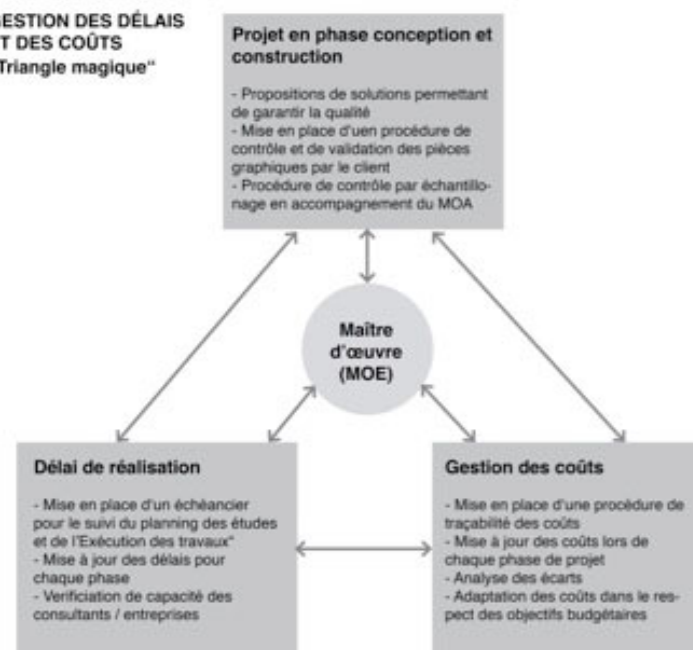 GESTION DES DÉLAIS
ET DES COÛTS
"Triangle magique"
Projet en phase conception et
construction
- Propositions de solutions permettant
de garantir la qualité
- Mise en place d'uen procédure de
contrôle et de validation des pièces
graphiques par le client
- Procédure de contrôle par échantillo-
nage en accompagnement du MOA
Maître
d'œuvre
(MOE)
Délai de réalisation
- Mise en place d'un échéancier
pour le suivi du planning des études
et de l'Exécution des travaux"
- Mise à jour des délais pour
chaque phase
- Verificiation de capacité des
consultants / entreprises
Gestion des coûts
- Mise en place d'une procédure de
traçabilité des coûts
- Mise à jour des coûts lors de
chaque phase de projet
- Analyse des écarts
- Adaptation des coûts dans le res-
pect des objectifs budgétaires